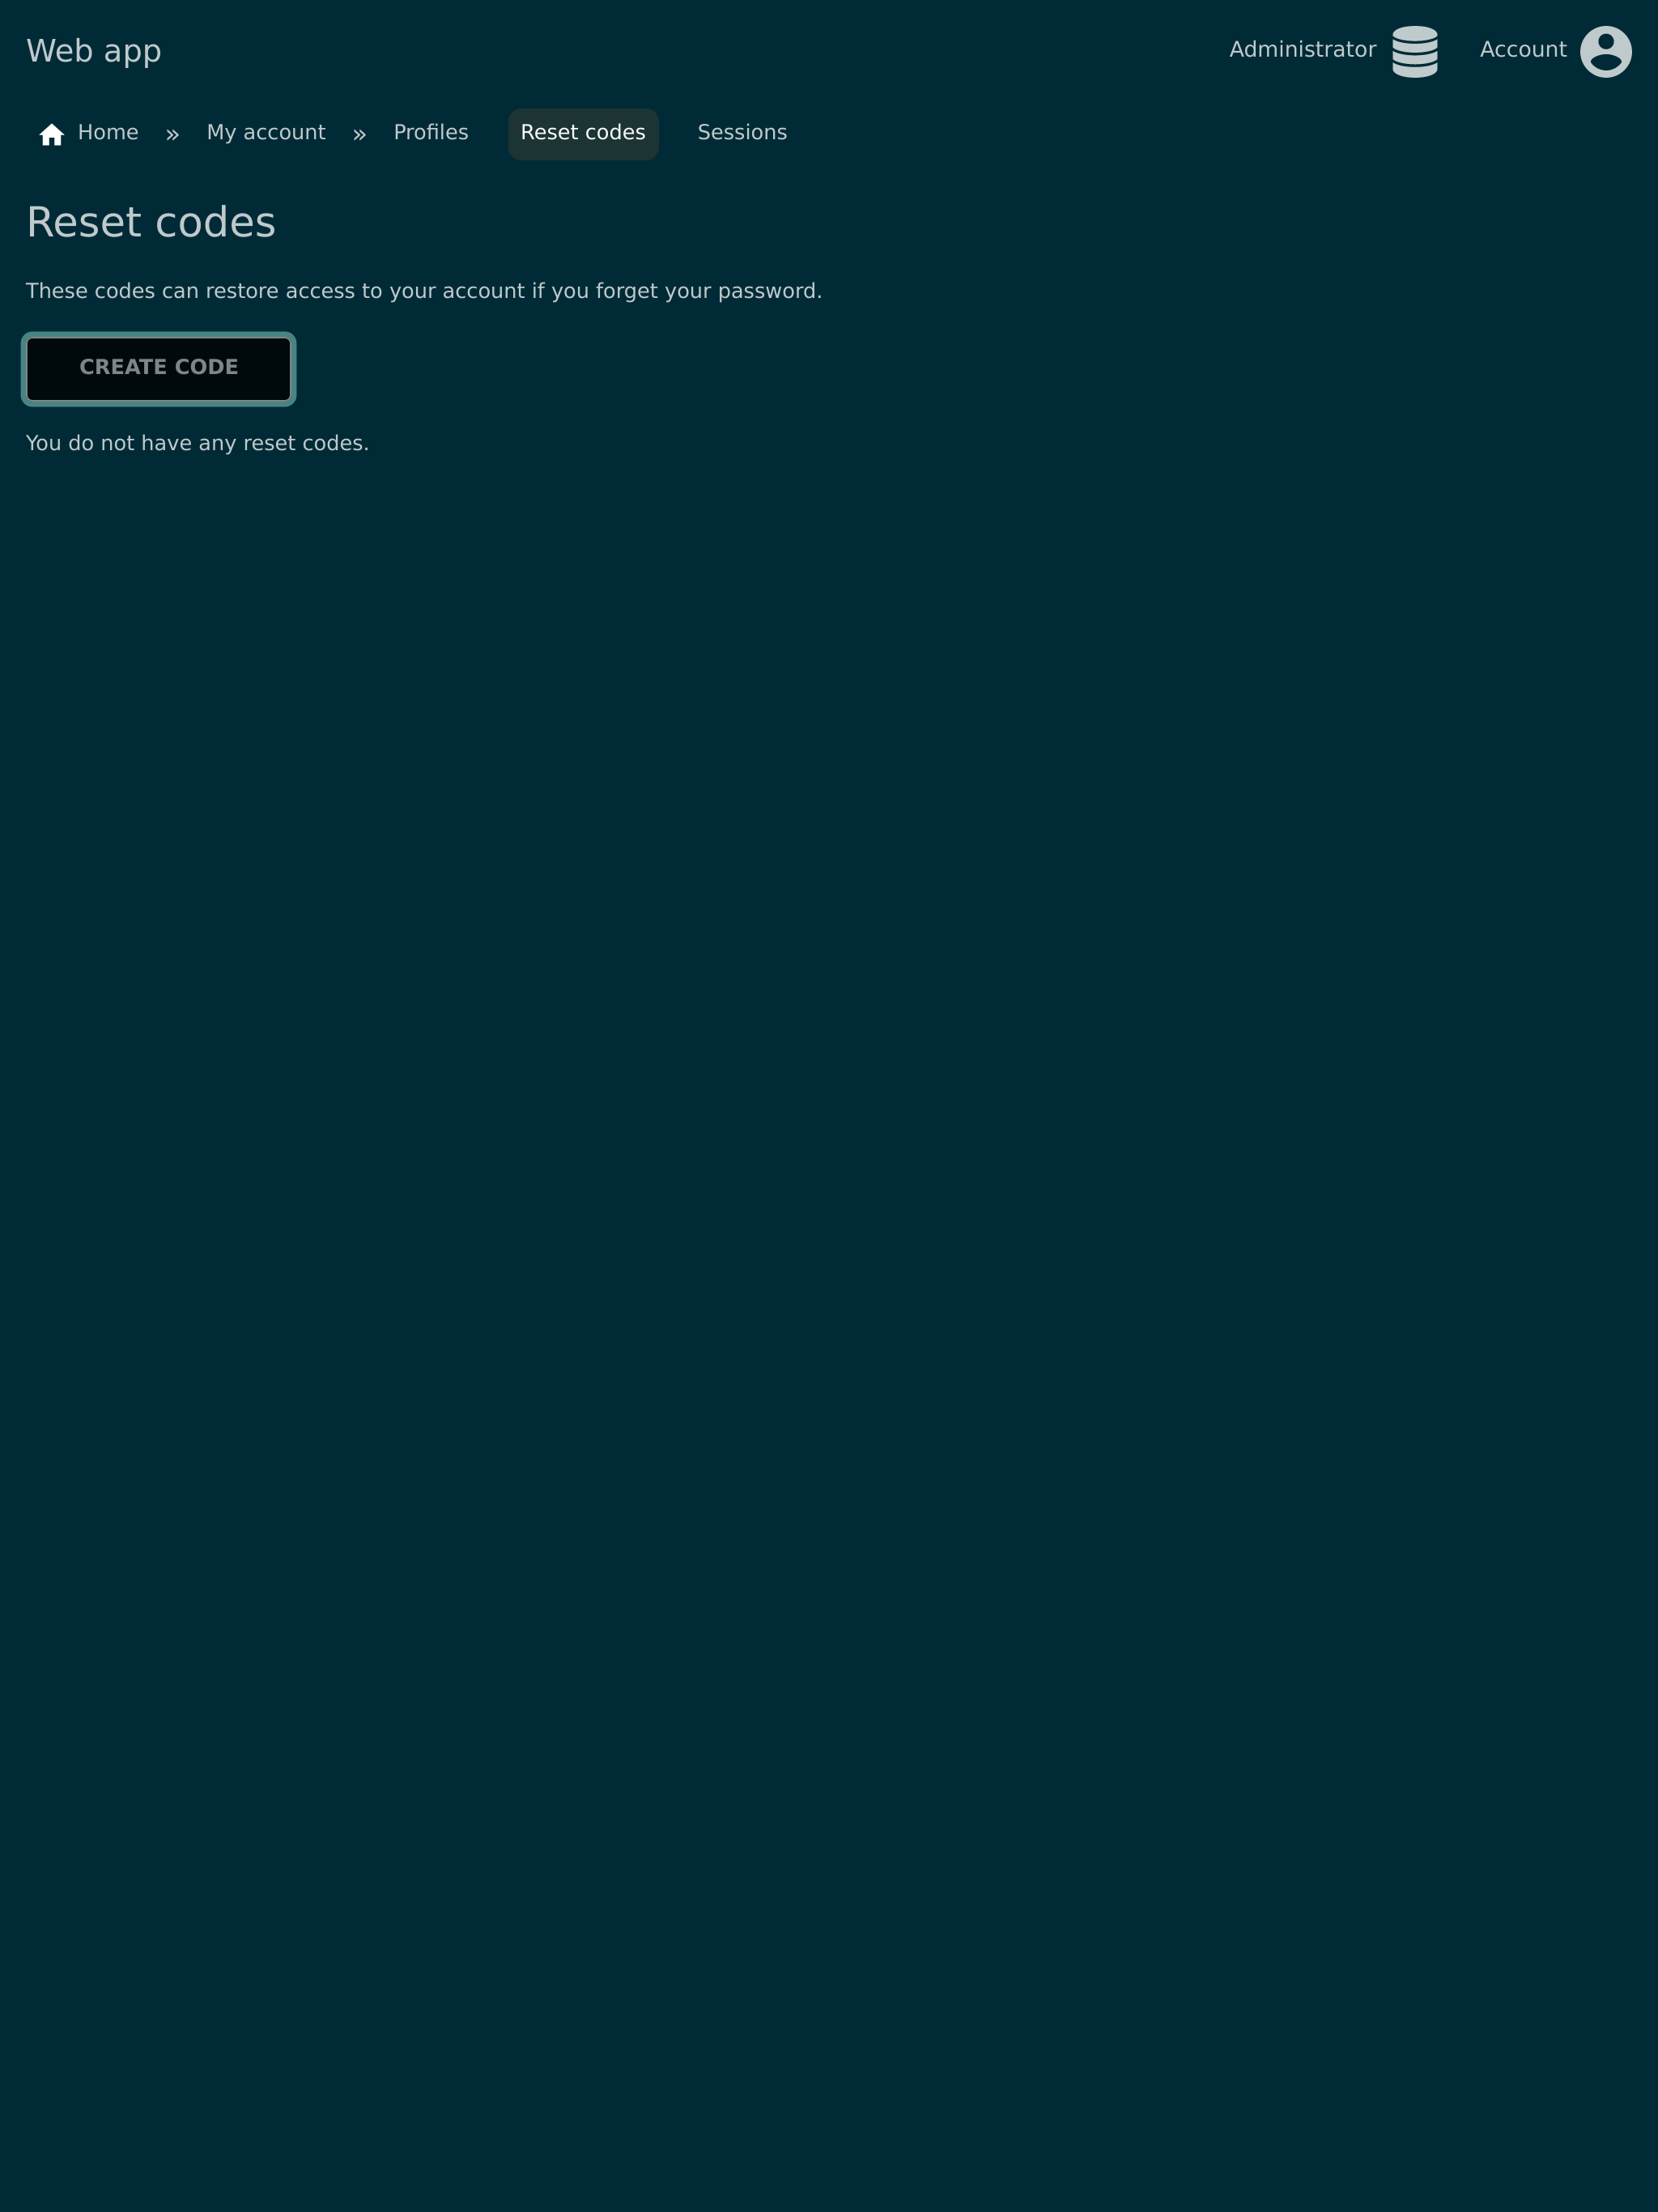 Web app
Administrator
Account
Home » My account » Profiles Reset codes Sessions
Reset codes
These codes can restore access to your account if you forget your password.
CREATE CODE
You do not have any reset codes.